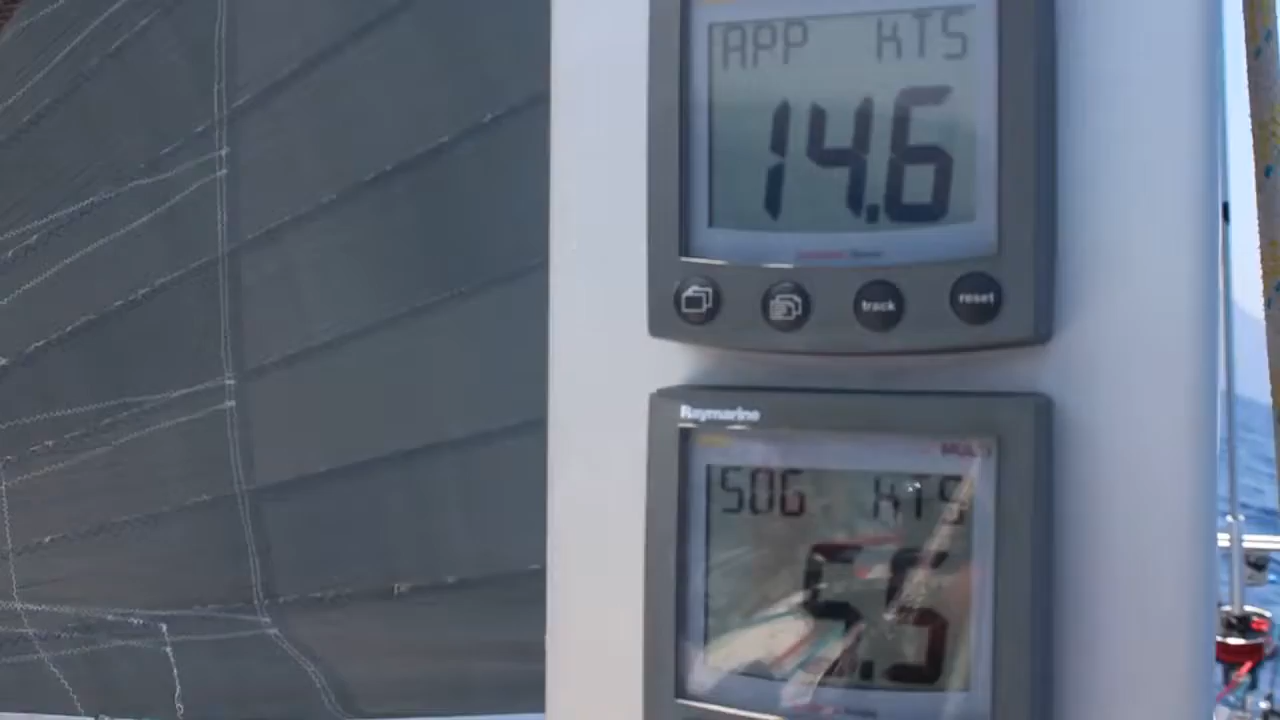 APP KTS
14.6
track reset
Raymarine
SOG KTS
5.5